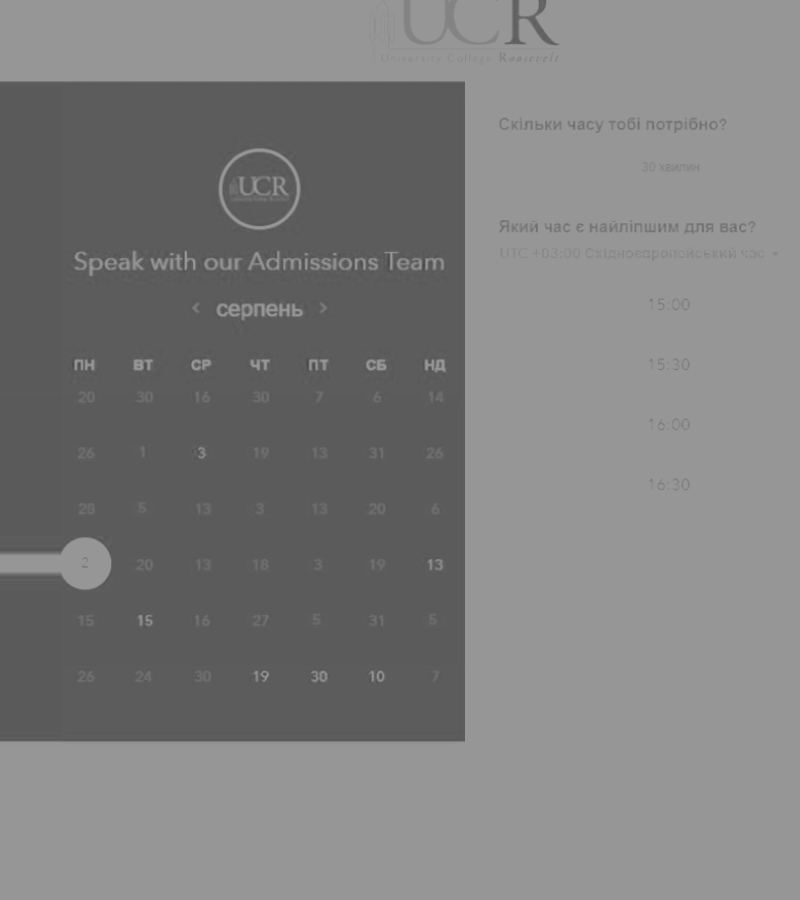 UCR
University College Roosevelt
UCR
Speak with our Admissions Team
‹ серпень ›
ПН ВТ СР ЧТ ПТ СБ НД
20 30 16 30 7 6 14
26 1 3 19 13 31 26
28 5 13 3 13 20 6
2 20 13 18 3 19 13
15 15 16 27 5 31 5
26 24 30 19 30 10 7
Скільки часу тобі потрібно?
30 хвилин
Який час є найліпшим для вас?
UTC +03:00 Східноєвропейський час
15:00
15:30
16:00
16:30